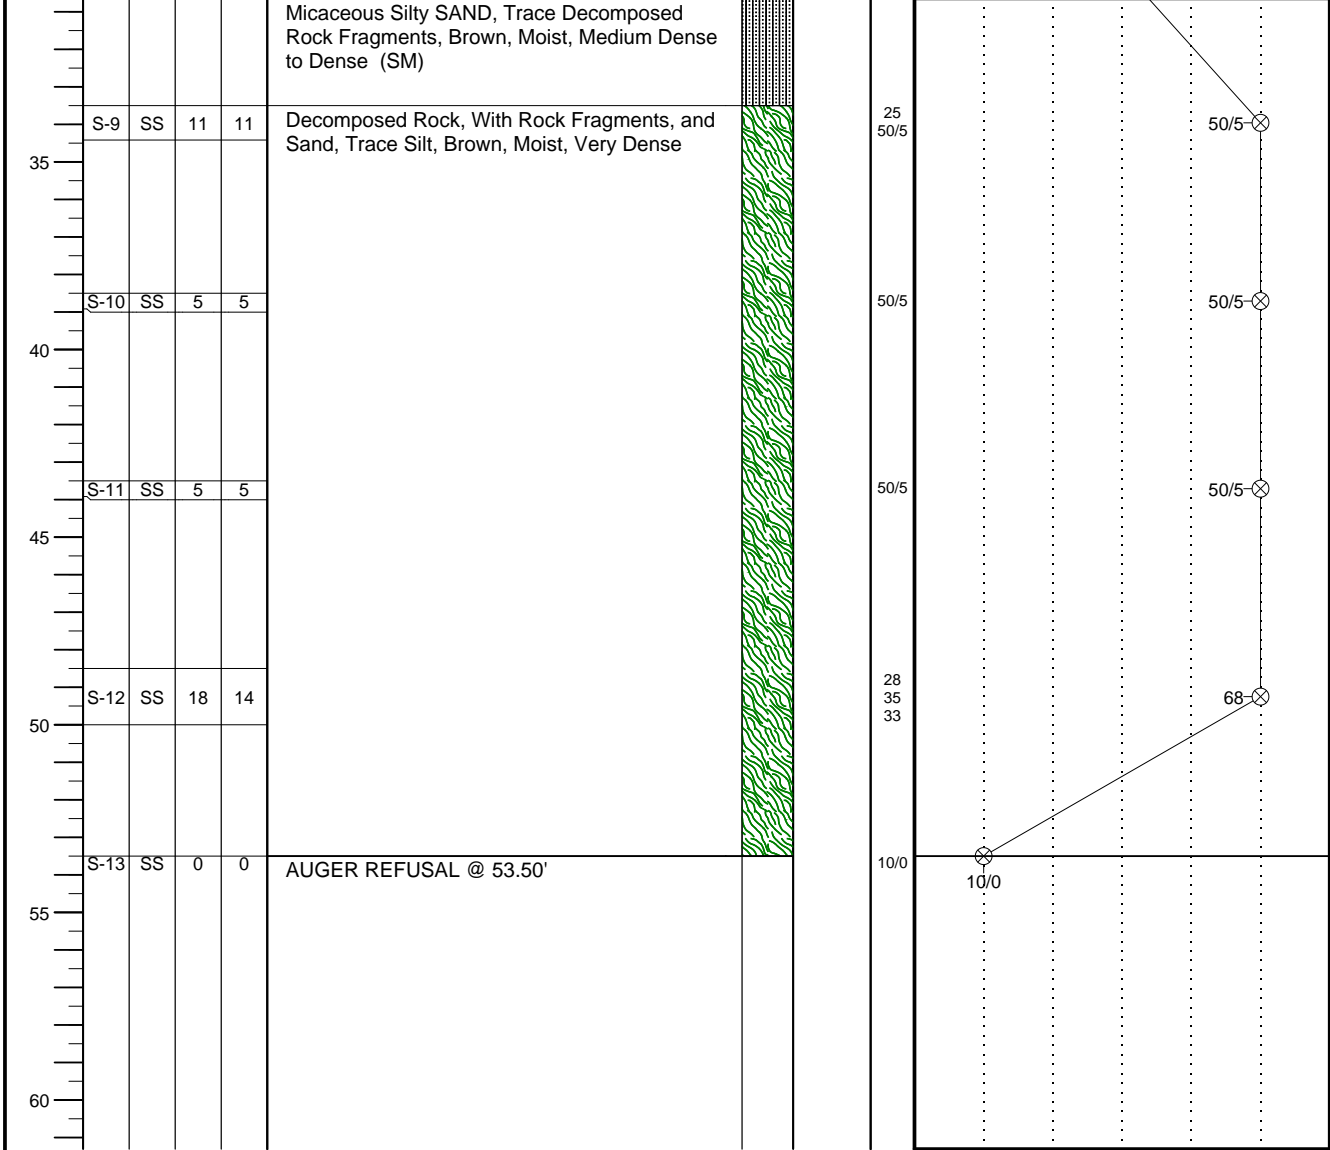 Micaceous Silty SAND, Trace Decomposed
Rock Fragments, Brown, Moist, Medium Dense
to Dense (SM)
S-9 SS 11 11
Decomposed Rock, With Rock Fragments, and
Sand, Trace Silt, Brown, Moist, Very Dense
25
50/5
50/5
35
S-10 SS 5 5
50/5
50/5
40
S-11 SS 5 5
50/5
50/5
45
S-12 SS 18 14
28
35
33
68
50
S-13 SS 0 0
AUGER REFUSAL @ 53.50'
10/0
10/0
55
60